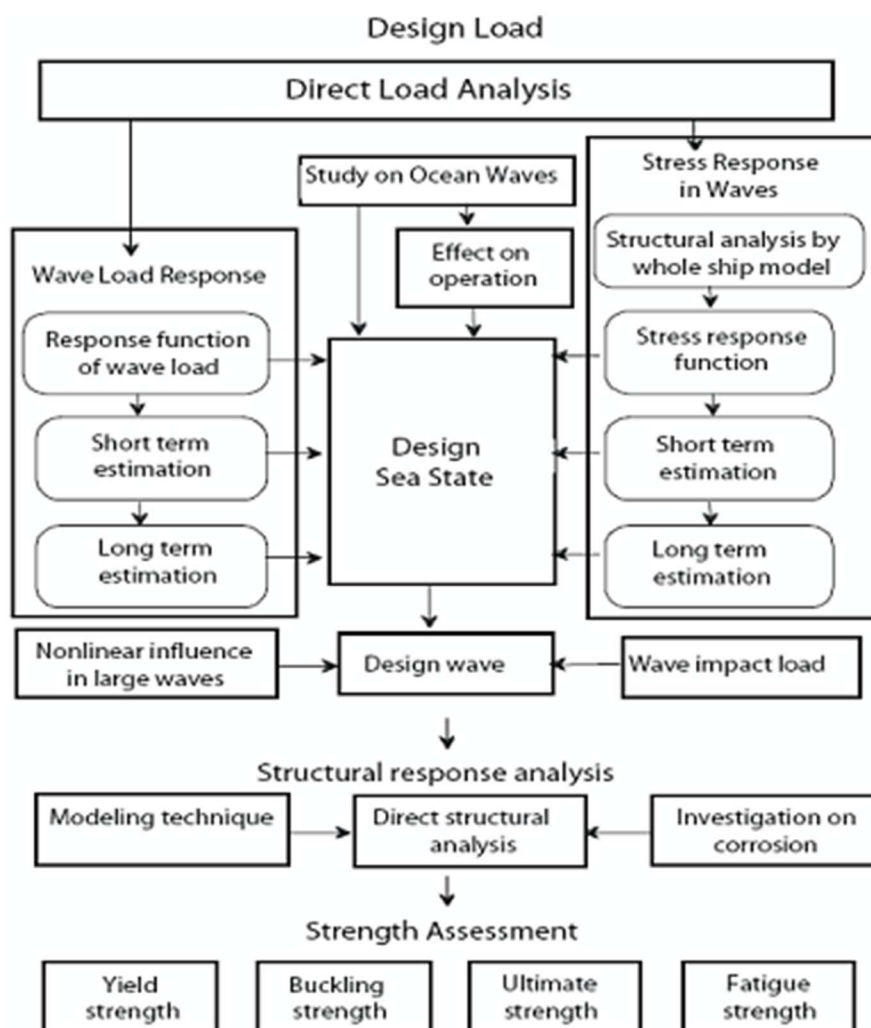 Design Load
Direct Load Analysis
Study on Ocean Waves
Effect on
operation
Wave Load Response
Response function
of wave load
Short term
estimation
Long term
estimation
Design
Sea State
Stress Response
in Waves
Structural analysis by
whole ship model
Stress response
function
Short term
estimation
Long term
estimation
Nonlinear influence
in large waves
Design wave
Wave impact load
Structural response analysis
Modeling technique
Direct structural
analysis
Investigation on
corrosion
Strength Assessment
Yield
strength
Buckling
strength
Ultimate
strength
Fatigue
strength